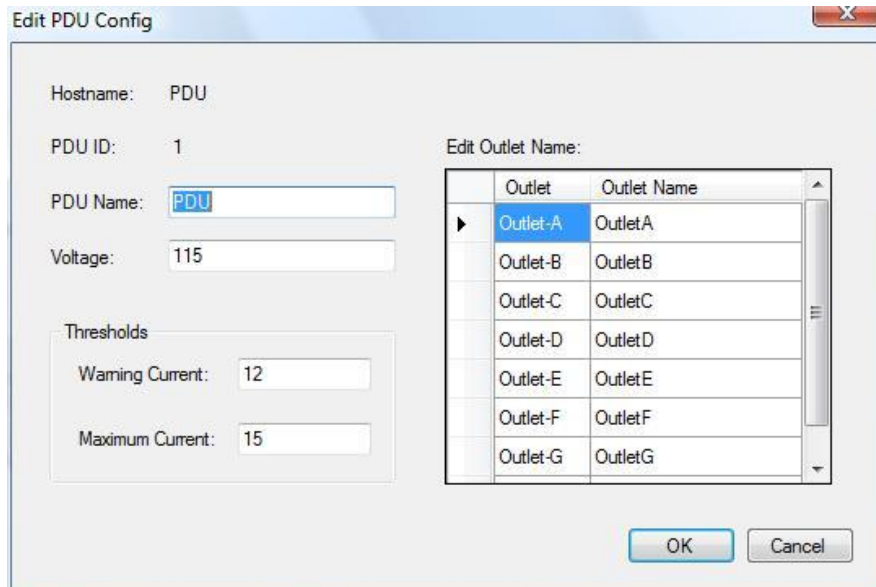 Edit PDU Config
Hostname: PDU
PDU ID: 1
PDU Name: PDU
Voltage: 115
Thresholds
Warning Current: 12
Maximum Current: 15
Edit Outlet Name:
Outlet Outlet Name
Outlet-A OutletA
Outlet-B OutletB
Outlet-C OutletC
Outlet-D OutletD
Outlet-E OutletE
Outlet-F OutletF
Outlet-G OutletG
OK Cancel